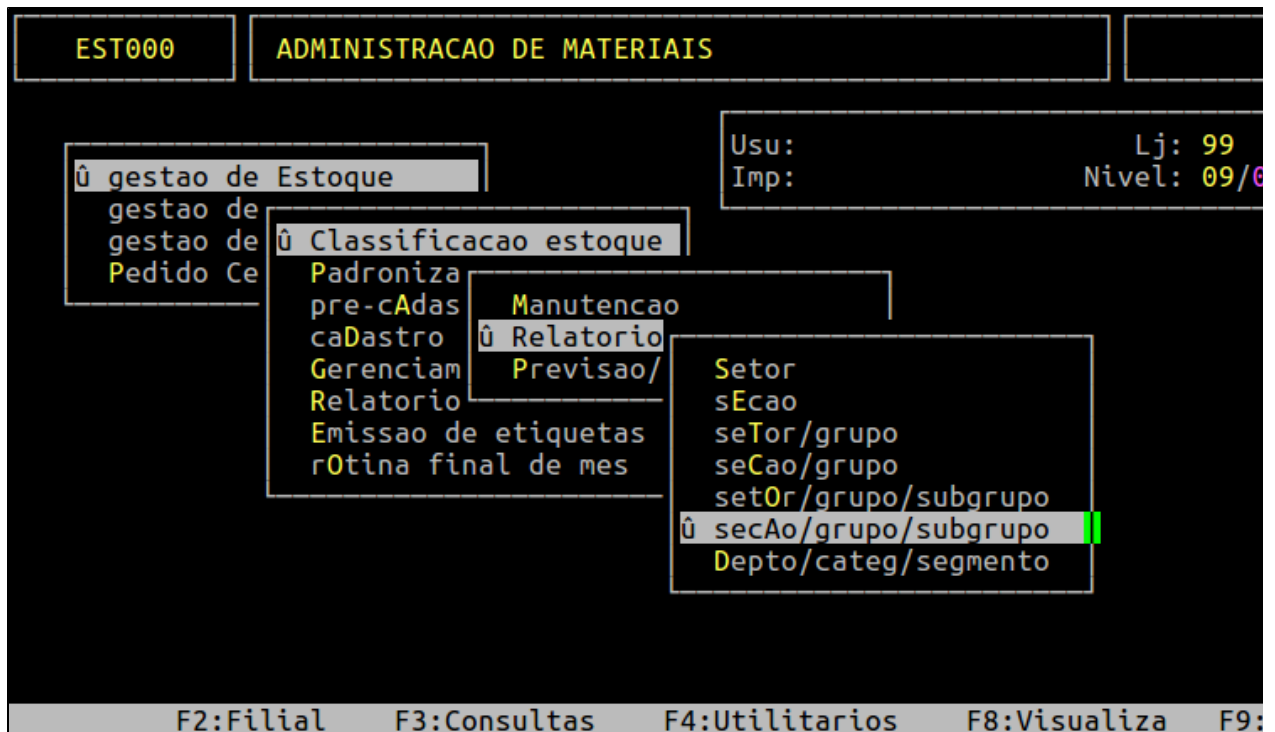 EST000 ADMINISTRACAO DE MATERIAIS
Usu: Lj: 99
û gestao de Estoque Imp: Nivel: 09/0
gestao de
gestao de û Classificacao estoque
Pedido Ce Padroniza
pre-cAdas Manutencao
caDastro û Relatorio
Gerenciam Previsao/ Setor
Relatorio sEcao
Emissao de etiquetas seTor/grupo
rOtina final de mes seCao/grupo
setOr/grupo/subgrupo
û secAo/grupo/subgrupo
Depto/categ/segmento
F2:Filial F3:Consultas F4:Utilitarios F8:Visualiza F9: